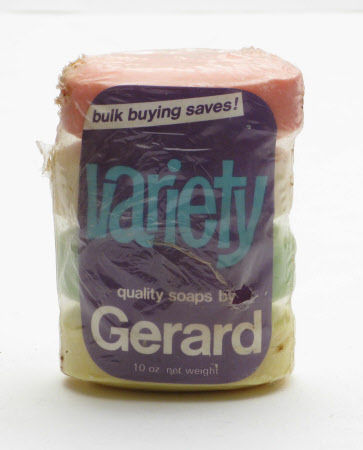 bulk buying saves!
variety
quality soaps by
Gerard
10 oz net weight